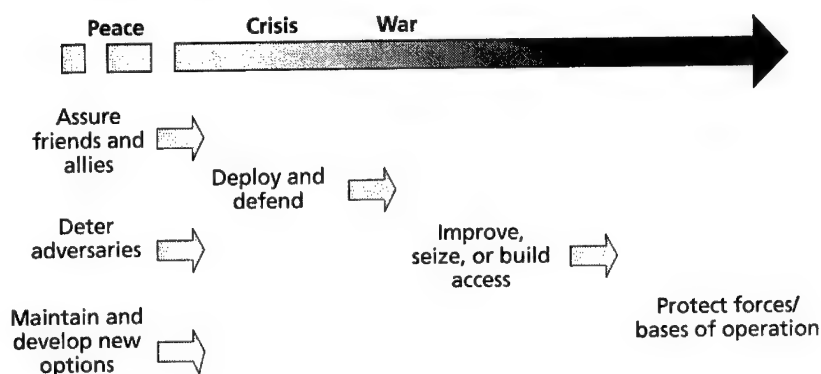 Peace
Crisis
War
Assure
friends and
allies
Deploy and
defend
Deter
adversaries
Improve,
seize, or build
access
Maintain and
develop new
options
Protect forces/
bases of operation